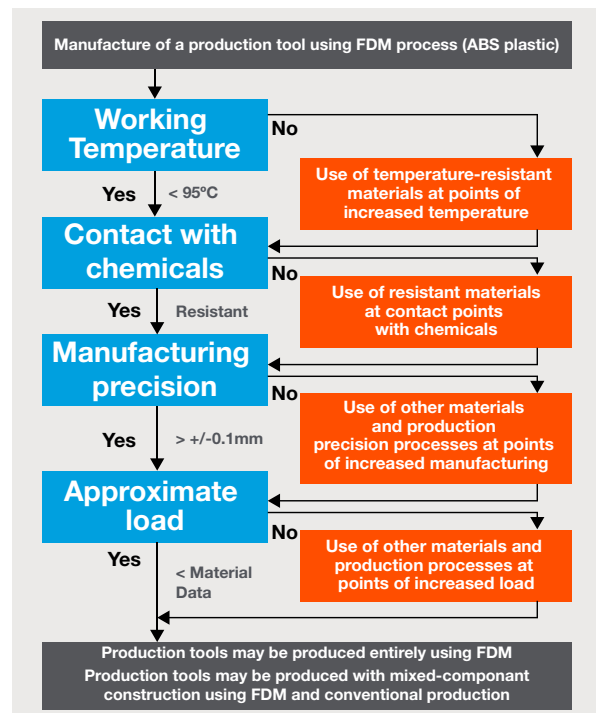 Manufacture of a production tool using FDM process (ABS plastic)
Working
Temperature
No
Use of temperature-resistant
materials at points of
increased temperature
Yes
< 95ºC
Contact with
chemicals
No
Use of resistant materials
at contact points
with chemicals
Yes
Resistant
Manufacturing
precision
No
Use of other materials
and production
precision processes at points
of increased manufacturing
Yes
> +/-0.1mm
Approximate
load
No
Use of other materials and
production processes at
points of increased load
Yes
< Material
Data
Production tools may be produced entirely using FDM
Production tools may be produced with mixed-componant
construction using FDM and conventional production